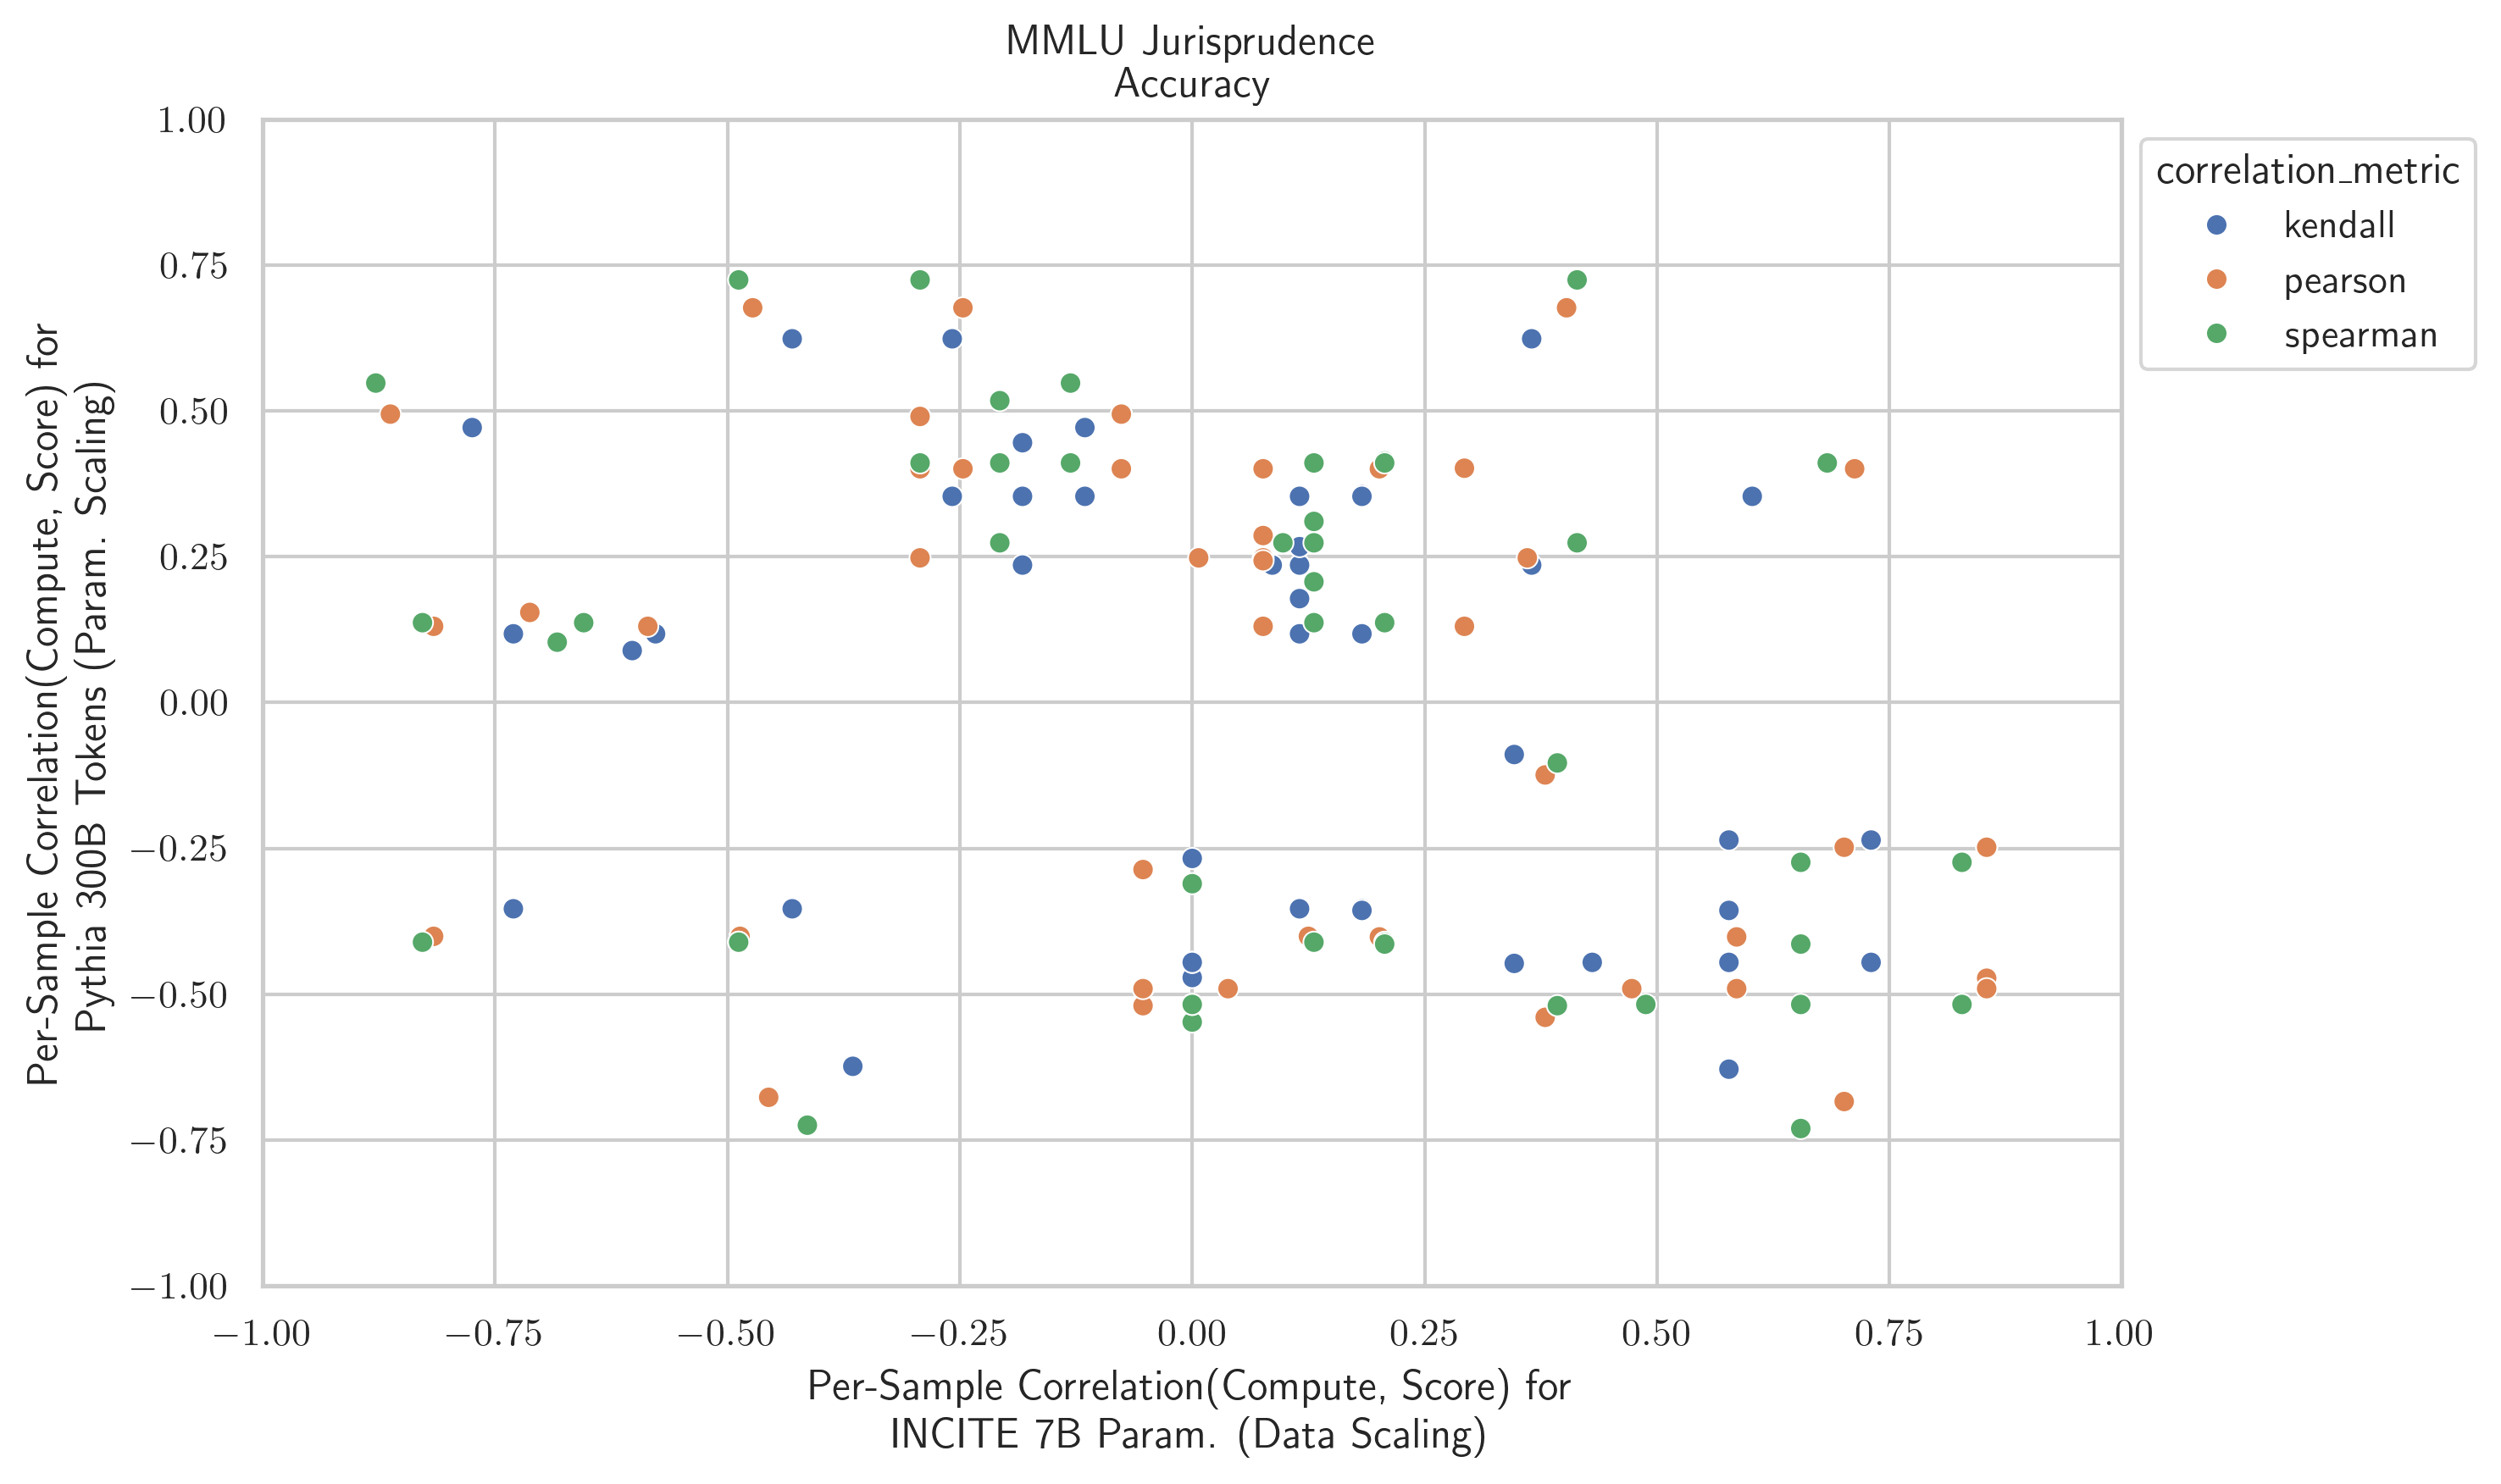 MMLU Jurisprudence
Accuracy
1.00
0.75
0.50
0.25
0.00
−0.25
−0.50
−0.75
−1.00
Per-Sample Correlation(Compute, Score) for
Pythia 300B Tokens (Param. Scaling)
−1.00
−0.75
−0.50
−0.25
0.00
0.25
0.50
0.75
1.00
Per-Sample Correlation(Compute, Score) for
INCITE 7B Param. (Data Scaling)
correlation_metric
kendall
pearson
spearman